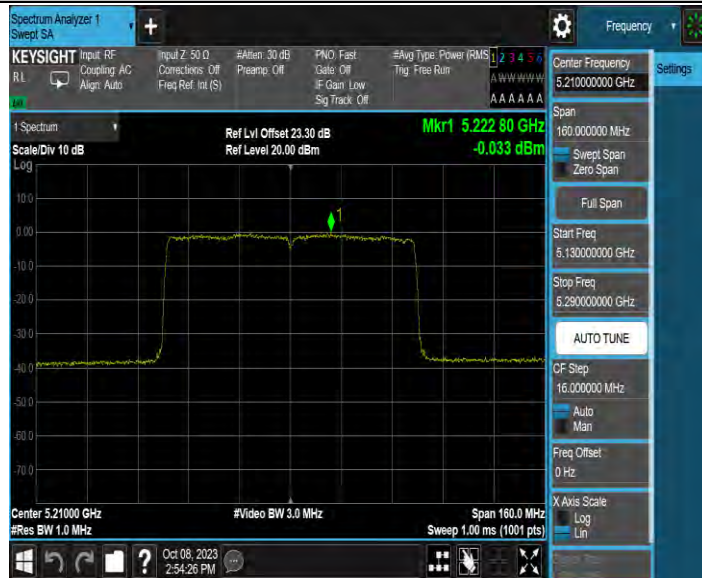 Spectrum Analyzer 1
Swept SA
+
Frequency
KEYSIGHT
RL
Input: RF
Coupling: AC
Align: Auto
Input Z: 50 Ω
Corrections: Off
Freq Ref: Int (S)
#Atten: 30 dB
Preamp: Off
PNO: Fast
Gate: Off
IF Gain: Low
Sig Track: Off
#Avg Type: Power (RMS
Trig: Free Run
1 2 3 4 5 6
A W W W W W
A A A A A A
1 Spectrum
Scale/Div 10 dB
Log
Ref Lvl Offset 23.30 dB
Ref Level 20.00 dBm
Mkr1 5.222 80 GHz
-0.033 dBm
10.0
0.00
-10.0
-20.0
-30.0
-40.0
-50.0
-60.0
-70.0
1
Center 5.21000 GHz
#Res BW 1.0 MHz
#Video BW 3.0 MHz
Span 160.0 MHz
Sweep 1.00 ms (1001 pts)
Center Frequency
5.210000000 GHz
Settings
Span
160.000000 MHz
Swept Span
Zero Span
Full Span
Start Freq
5.130000000 GHz
Stop Freq
5.290000000 GHz
AUTO TUNE
CF Step
16.000000 MHz
Auto
Man
Freq Offset
0 Hz
X Axis Scale
Log
Lin
?
Oct 08, 2023
2:54:26 PM